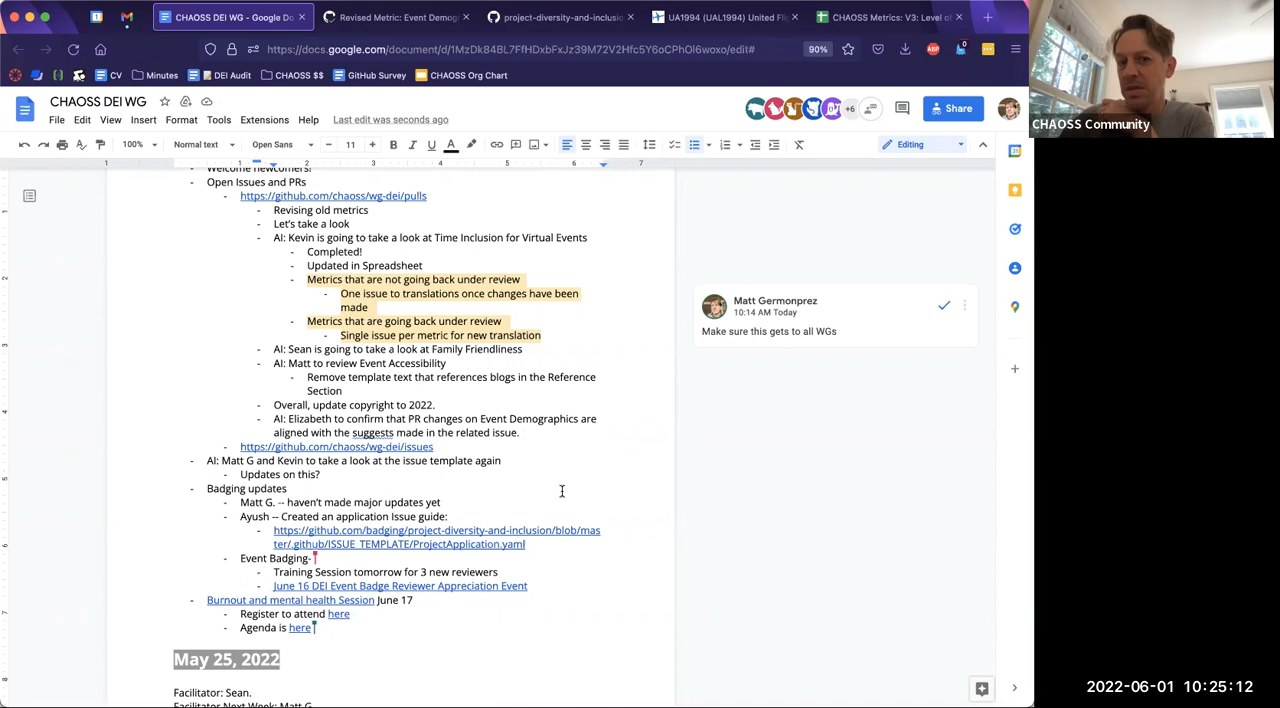 CHAOSS DEI WG - Google Do
Revised Metric: Event Demog
project-diversity-and-inclusio
UA1994 (UAL1994) United Fli
CHAOSS Metrics: V3: Level of
https://docs.google.com/document/d/1MzDk84BL7FfHDxbFxJz39M72V2Hfc5Y6aCPhOl6woxo/edit#
90%
CV
Minutes
DEI Audit
CHAOSS $$
GitHub Survey
CHAOSS Org Chart
CHAOSS DEI WG
File Edit View Insert Format Tools Extensions Help Last edit was seconds ago
+6
Share
100% Normal text Open Sans 11 Editing
Welcome newcomers!
- Open Issues and PRs
- https://github.com/chaoss/wg-dei/pulls
- Revising old metrics
- Let's take a look
- AI: Kevin is going to take a look at Time Inclusion for Virtual Events
- Completed!
- Updated in Spreadsheet
- Metrics that are not going back under review
- One issue to translations once changes have been
made
- Metrics that are going back under review
- Single issue per metric for new translation
- AI: Sean is going to take a look at Family Friendliness
- AI: Matt to review Event Accessibility
- Remove template text that references blogs in the Reference
Section
- Overall, update copyright to 2022.
- AI: Elizabeth to confirm that PR changes on Event Demographics are
aligned with the suggests made in the related issue.
- https://github.com/chaoss/wg-dei/issues
- AI: Matt G and Kevin to take a look at the issue template again
- Updates on this?
- Badging updates
- Matt G. -- haven't made major updates yet
- Ayush -- Created an application Issue guide:
- https://github.com/badging/project-diversity-and-inclusion/blob/mas
ter/.github/ISSUE_TEMPLATE/ProjectApplication.yaml
- Event Badging-
- Training Session tomorrow for 3 new reviewers
- June 16 DEI Event Badge Reviewer Appreciation Event
- Burnout and mental health Session June 17
- Register to attend here
- Agenda is here
May 25, 2022
Facilitator: Sean.
Facilitator Next Week: Matt G
Matt Germonprez
10:14 AM Today
Make sure this gets to all WGs
CHAOSS Community
2022-06-01 10:25:12